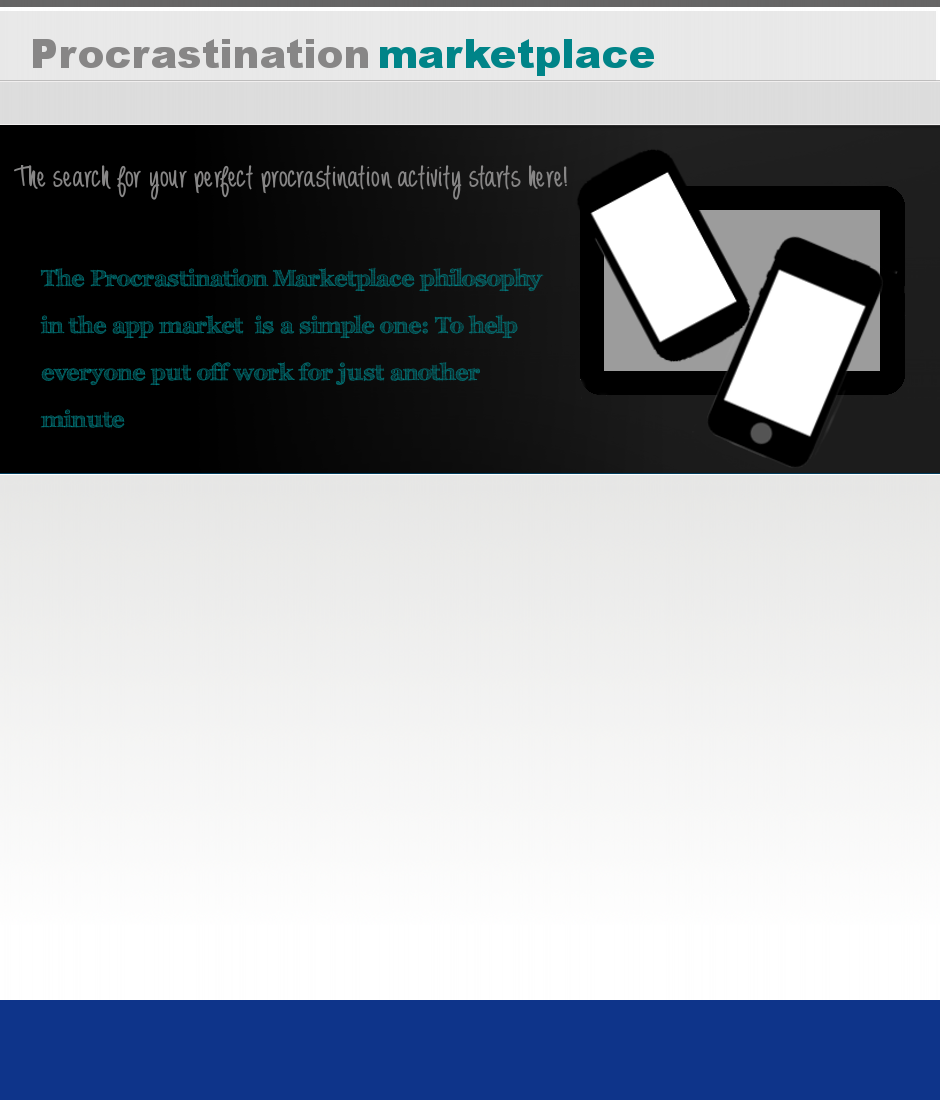 Procrastination marketplace
The search for your perfect procrastination activity starts here!
The Procrastination Marketplace philosophy
in the app market  is a simple one: To help
everyone put off work for just another
minute